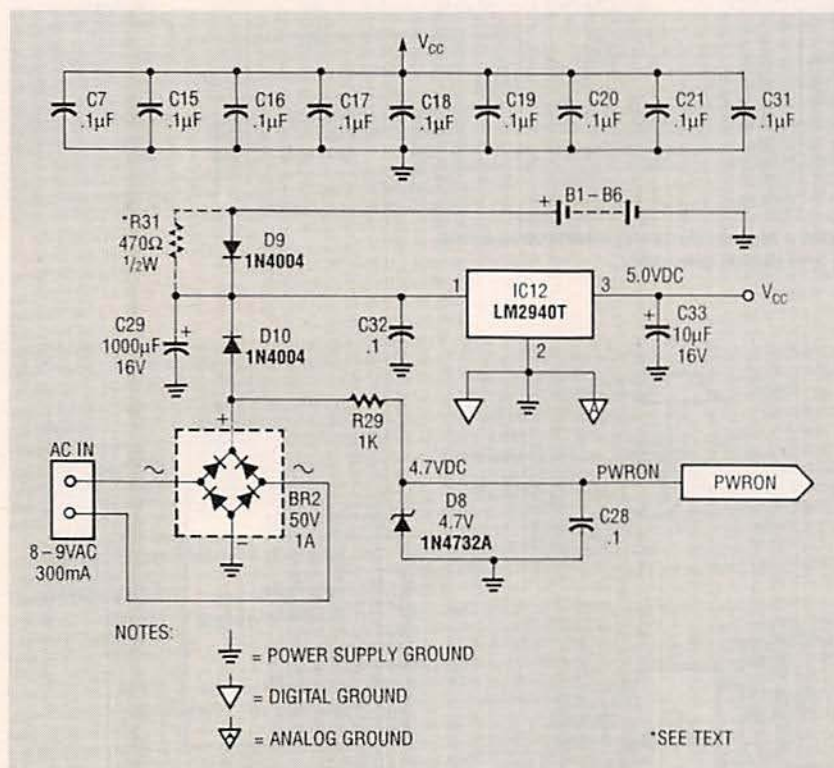 V_CC
C7 .1µF
C15 .1µF
C16 .1µF
C17 .1µF
C18 .1µF
C19 .1µF
C20 .1µF
C21 .1µF
C31 .1µF
+ B1–B6
*R31
470Ω
1/2W
D9
1N4004
1
IC12
LM2940T
3
5.0VDC
V_CC
2
C29
1000µF
16V
+
D10
1N4004
C32
.1
+
C33
10µF
16V
A
+
R29
1K
AC IN
~
~
−
BR2
50V
1A
8–9VAC
300mA
4.7VDC
PWRON
PWRON
D8
4.7V
1N4732A
C28
.1
NOTES:
= POWER SUPPLY GROUND
= DIGITAL GROUND
A = ANALOG GROUND
*SEE TEXT